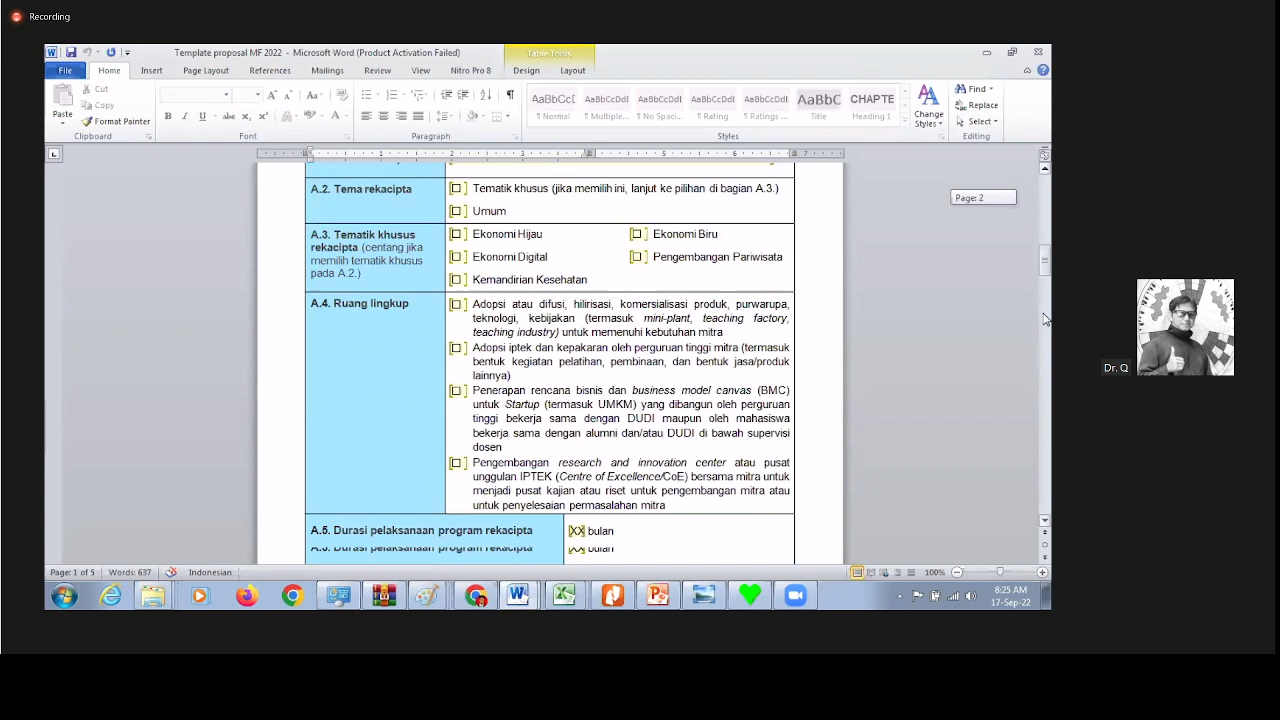 Recording
Template proposal MF 2022 - Microsoft Word (Product Activation Failed)
Table Tools
File Home Insert Page Layout References Mailings Review View Nitro Pro 8 Design Layout
Cut
Copy
Paste
Format Painter
Clipboard Font Paragraph Styles Editing
AaBbCcI AaBbCcDdI AaBbCcDdI AaBbCcDdI AaBbCcDdI AaBbC CHAPTE
¶ Normal ¶ Multiple... ¶ No Spaci... ¶ Rating ¶ Ratings ... Title Heading 1
Change Styles
Find
Replace
Select
1 2 3 4 5 6 7
Page: 2
A.2. Tema rekacipta
Tematik khusus (jika memilih ini, lanjut ke pilihan di bagian A.3.)
Umum
A.3. Tematik khusus
rekacipta (centang jika
memilih tematik khusus
pada A.2.)
Ekonomi Hijau Ekonomi Biru
Ekonomi Digital Pengembangan Pariwisata
Kemandirian Kesehatan
A.4. Ruang lingkup
Adopsi atau difusi, hilirisasi, komersialisasi produk, purwarupa,
teknologi, kebijakan (termasuk mini-plant, teaching factory,
teaching industry) untuk memenuhi kebutuhan mitra
Adopsi iptek dan kepakaran oleh perguruan tinggi mitra (termasuk
bentuk kegiatan pelatihan, pembinaan, dan bentuk jasa/produk
lainnya)
Penerapan rencana bisnis dan business model canvas (BMC)
untuk Startup (termasuk UMKM) yang dibangun oleh perguruan
tinggi bekerja sama dengan DUDI maupun oleh mahasiswa
bekerja sama dengan alumni dan/atau DUDI di bawah supervisi
dosen
Pengembangan research and innovation center atau pusat
unggulan IPTEK (Centre of Excellence/CoE) bersama mitra untuk
menjadi pusat kajian atau riset untuk pengembangan mitra atau
untuk penyelesaian permasalahan mitra
A.5. Durasi pelaksanaan program rekacipta XX bulan
Page: 1 of 5 Words: 637 Indonesian 100%
8:25 AM
17-Sep-22
Dr. Q